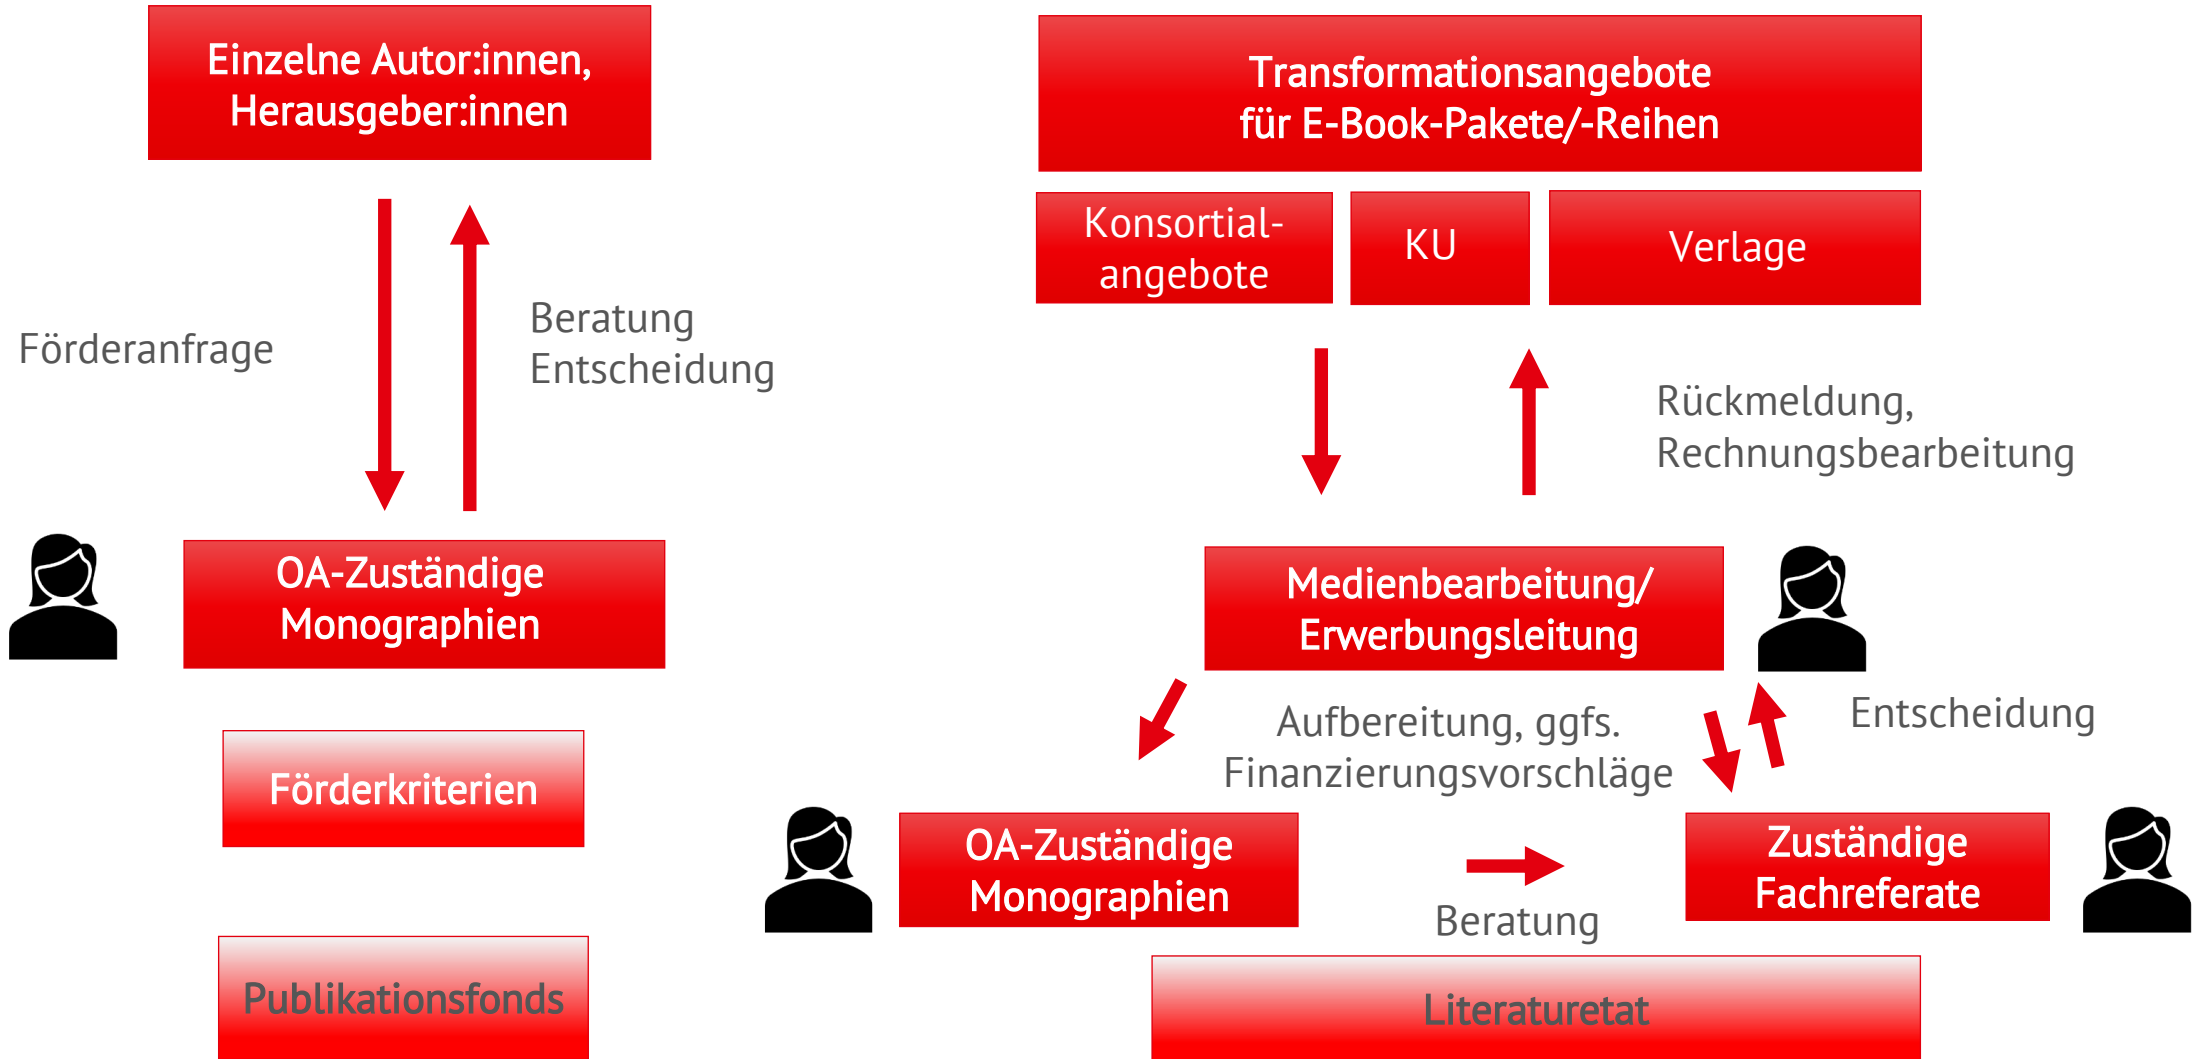 Einzelne Autor:innen,
Herausgeber:innen
Förderanfrage
Beratung
Entscheidung
OA-Zuständige
Monographien
Förderkriterien
Publikationsfonds
Transformationsangebote
für E-Book-Pakete/-Reihen
Konsortial-
angebote
KU
Verlage
Rückmeldung,
Rechnungsbearbeitung
Medienbearbeitung/
Erwerbungsleitung
Aufbereitung, ggfs.
Finanzierungsvorschläge
Entscheidung
OA-Zuständige
Monographien
Beratung
Zuständige
Fachreferate
Literaturetat